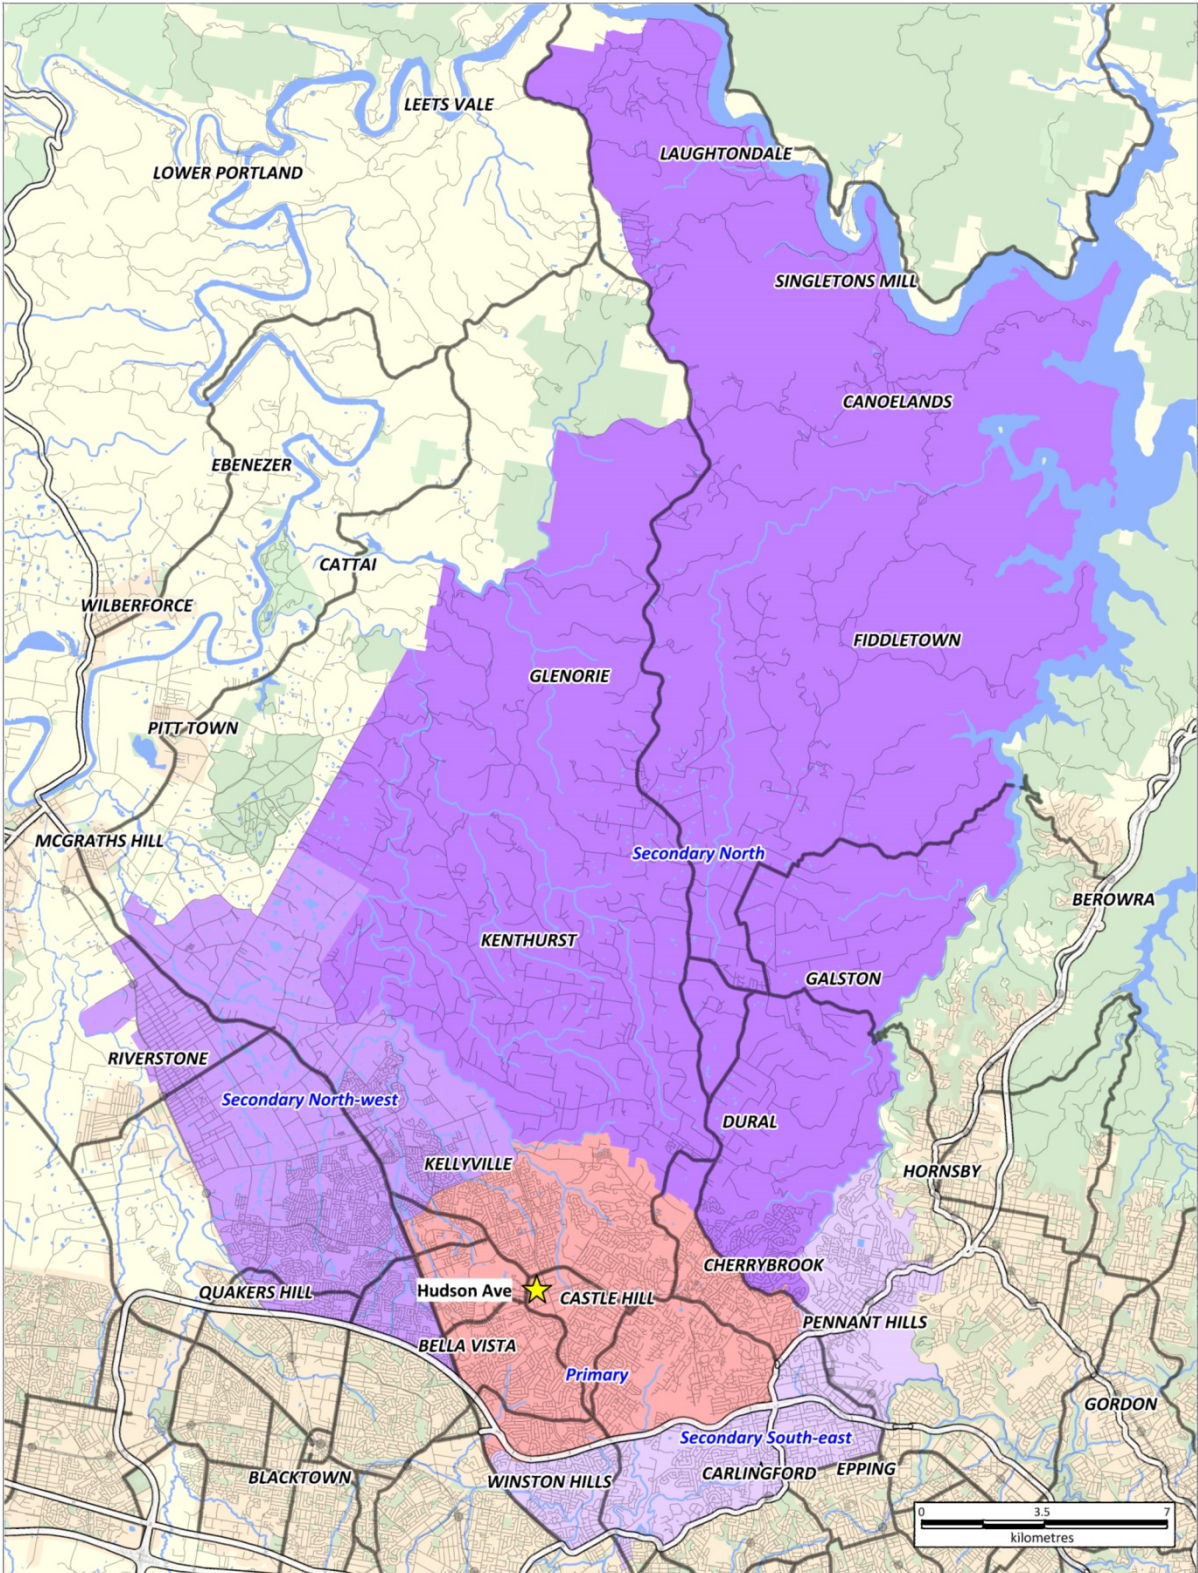 LEETS VALE
LAUGHTONDALE
LOWER PORTLAND
SINGLETONS MILL
CANOELANDS
EBENEZER
CATTAI
WILBERFORCE
FIDDLETOWN
GLENORIE
PITT TOWN
MCGRATHS HILL
Secondary North
BEROWRA
KENTHURST
GALSTON
RIVERSTONE
Secondary North-west
DURAL
KELLYVILLE
HORNSBY
CHERRYBROOK
QUAKERS HILL
Hudson Ave
CASTLE HILL
PENNANT HILLS
BELLA VISTA
Primary
GORDON
Secondary South-east
BLACKTOWN
WINSTON HILLS
CARLINGFORD
EPPING
0 3.5 7
kilometres